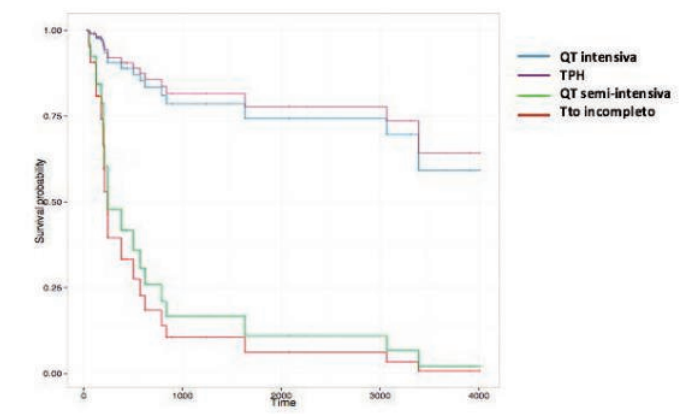 1.00
0.75
0.50
0.25
0.00
Survival probability
0
1000
2000
3000
4000
Time
QT intensiva
TPH
QT semi-intensiva
Tto incompleto